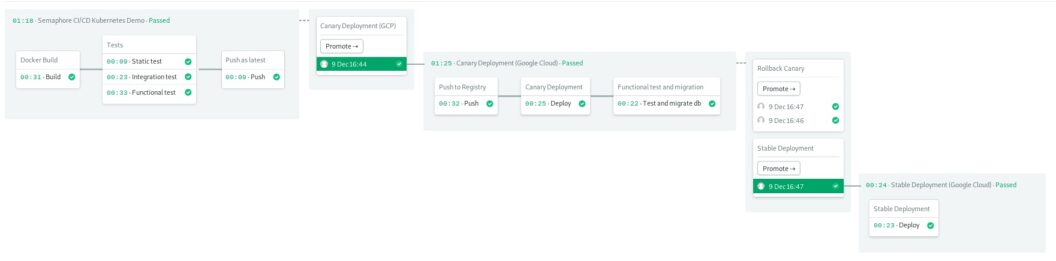 01:18 · Semaphore CI/CD Kubernetes Demo · Passed
Docker Build
00:31 · Build
Tests
00:09 · Static test
00:23 · Integration test
00:33 · Functional test
Push as latest
00:09 · Push
Canary Deployment (GCP)
Promote →
9 Dec 16:44
01:25 · Canary Deployment (Google Cloud) · Passed
Push to Registry
00:32 · Push
Canary Deployment
00:25 · Deploy
Functional test and migration
00:22 · Test and migrate db
Rollback Canary
Promote →
9 Dec 16:47
9 Dec 16:46
Stable Deployment
Promote →
9 Dec 16:47
00:24 · Stable Deployment (Google Cloud) · Passed
Stable Deployment
00:23 · Deploy